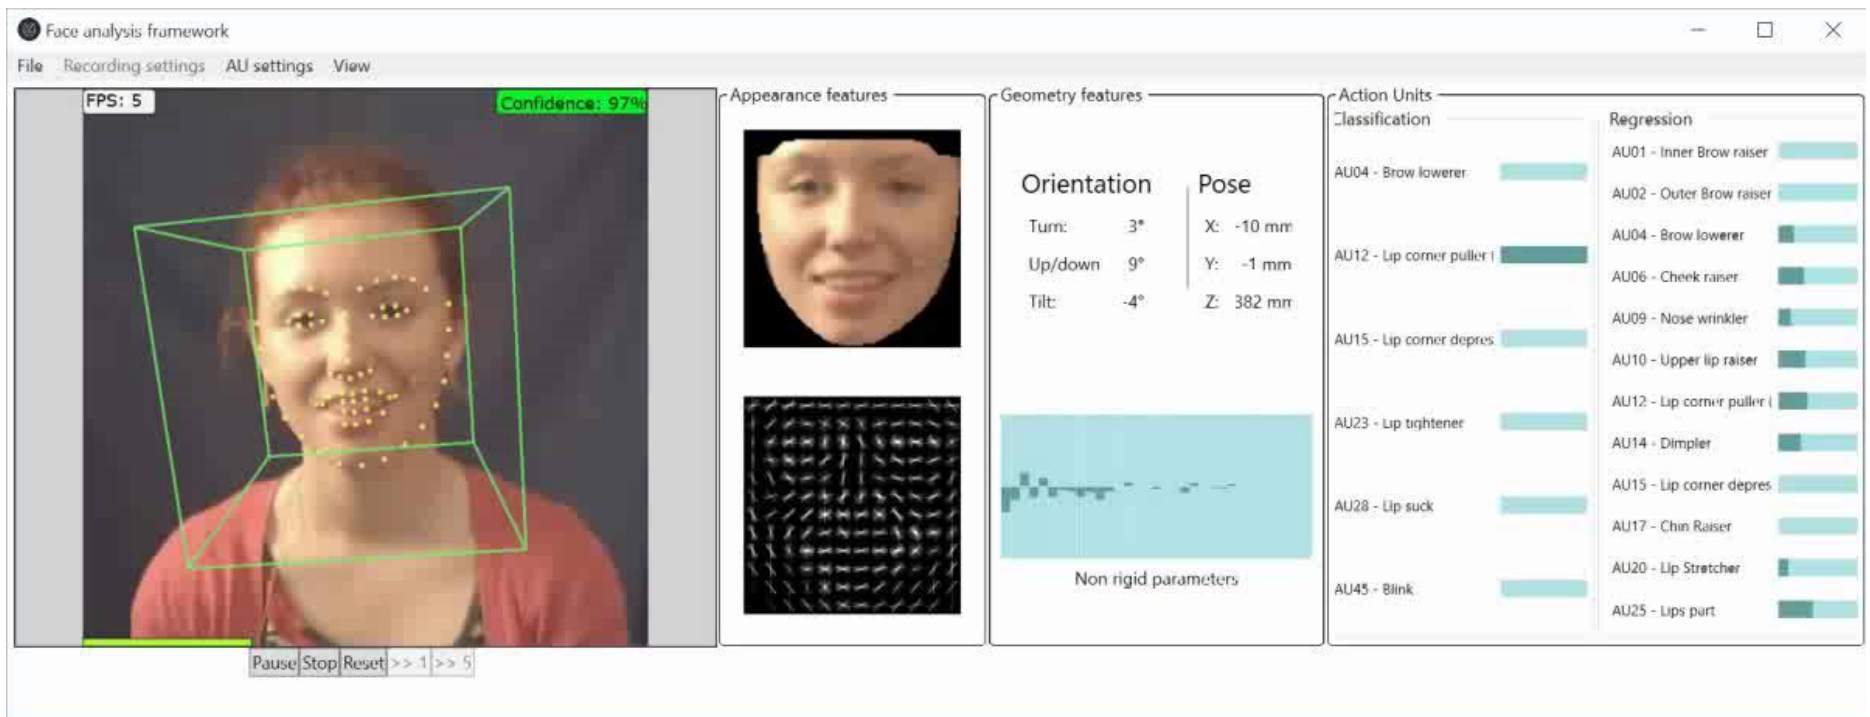 Face analysis framework
File Recording settings AU settings View
FPS: 5
Confidence: 97%
Pause Stop Reset >> 1 >> 5
Appearance features
Geometry features
Orientation
Turn: 3°
Up/down 9°
Tilt: -4°
Pose
X: -10 mm
Y: -1 mm
Z: 382 mm
Non rigid parameters
Action Units
Classification
AU04 - Brow lowerer
AU12 - Lip corner puller (
AU15 - Lip corner depres
AU23 - Lip tightener
AU28 - Lip suck
AU45 - Blink
Regression
AU01 - Inner Brow raiser
AU02 - Outer Brow raiser
AU04 - Brow lowerer
AU06 - Cheek raiser
AU09 - Nose wrinkler
AU10 - Upper lip raiser
AU12 - Lip corner puller (
AU14 - Dimpler
AU15 - Lip corner depres
AU17 - Chin Raiser
AU20 - Lip Stretcher
AU25 - Lips part